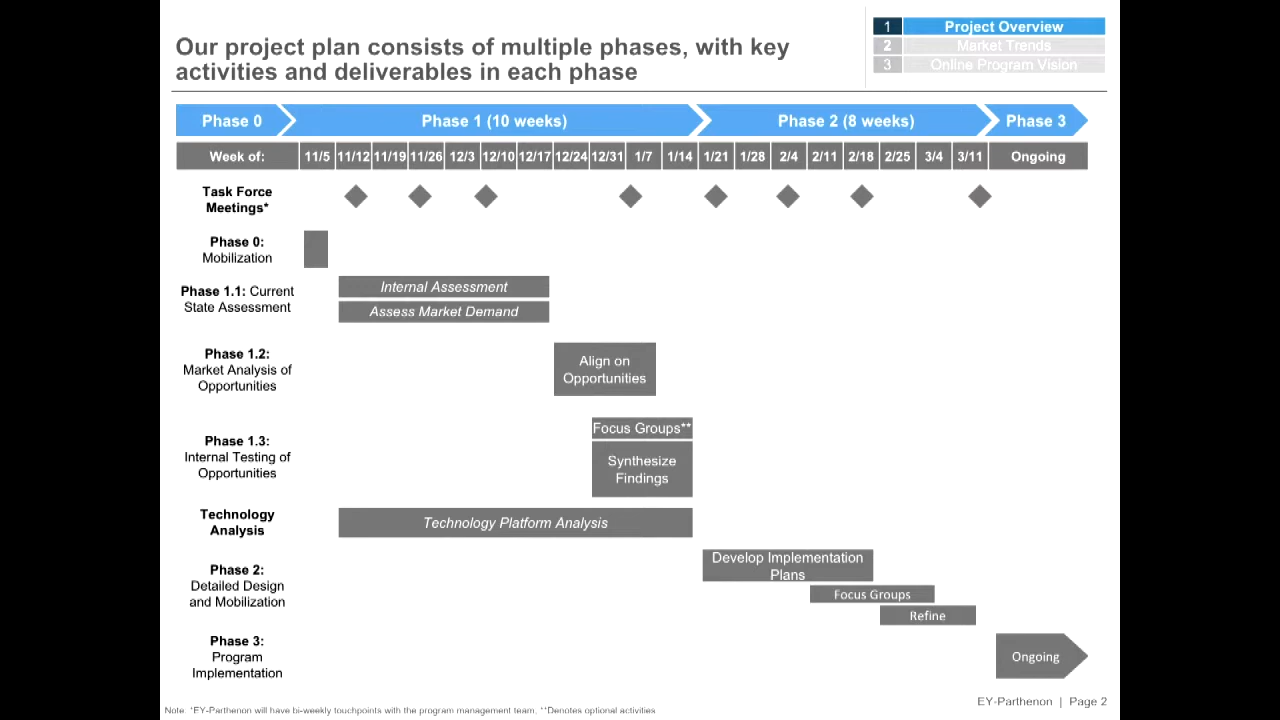 Our project plan consists of multiple phases, with key
activities and deliverables in each phase
1 Project Overview
2 Market Trends
3 Online Program Vision
Phase 0 Phase 1 (10 weeks) Phase 2 (8 weeks) Phase 3
Week of: 11/5 11/12 11/19 11/26 12/3 12/10 12/17 12/24 12/31 1/7 1/14 1/21 1/28 2/4 2/11 2/18 2/25 3/4 3/11 Ongoing
Task Force
Meetings*
Phase 0:
Mobilization
Phase 1.1: Current
State Assessment
Internal Assessment
Assess Market Demand
Phase 1.2:
Market Analysis of
Opportunities
Align on
Opportunities
Phase 1.3:
Internal Testing of
Opportunities
Focus Groups**
Synthesize
Findings
Technology
Analysis
Technology Platform Analysis
Phase 2:
Detailed Design
and Mobilization
Develop Implementation
Plans
Focus Groups
Refine
Phase 3:
Program
Implementation
Ongoing
Note: *EY-Parthenon will have bi-weekly touchpoints with the program management team, **Denotes optional activities
EY-Parthenon | Page 2